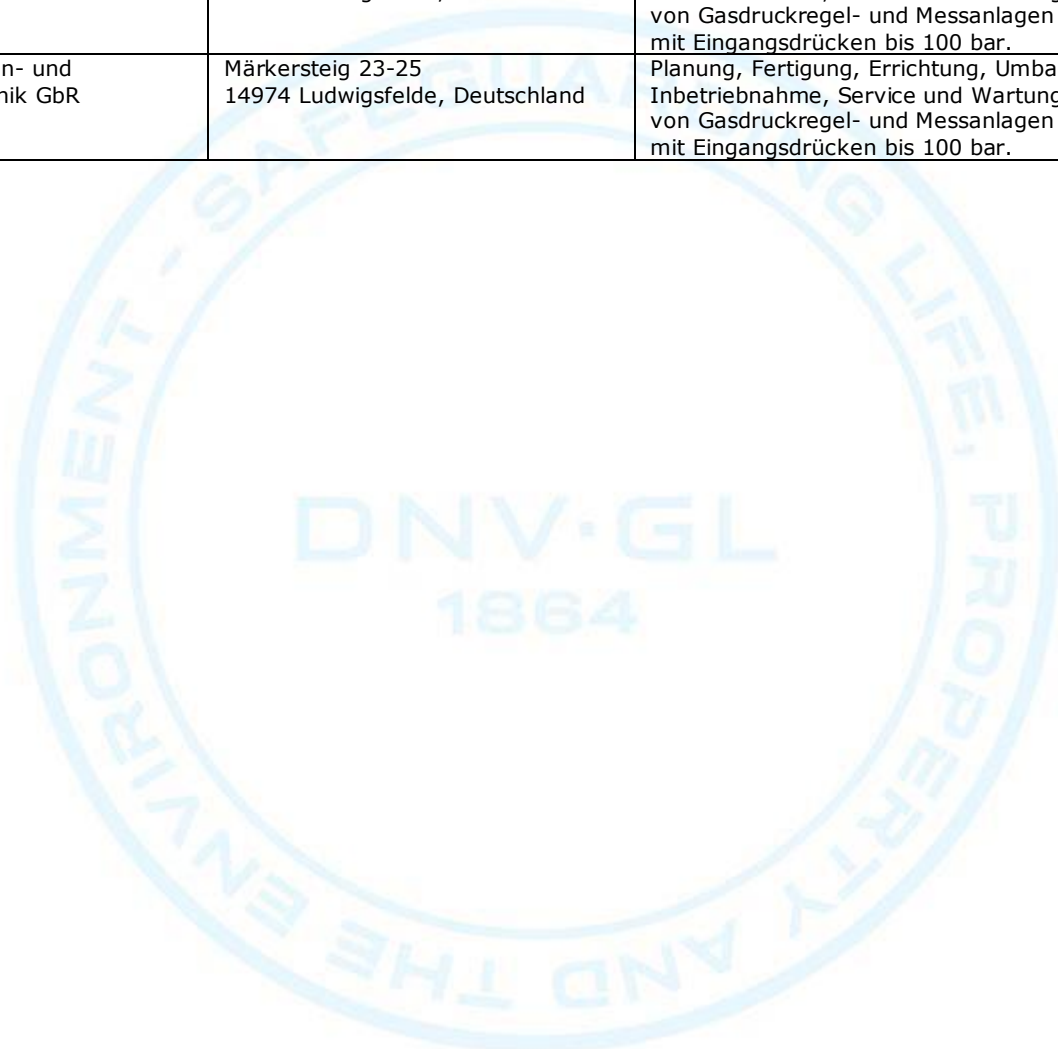 von Gasdruckregel- und Messanlagen
mit Eingangsdrücken bis 100 bar.
n- und
nik GbR
Märkersteig 23-25
14974 Ludwigsfelde, Deutschland
Planung, Fertigung, Errichtung, Umba
Inbetriebnahme, Service und Wartung
von Gasdruckregel- und Messanlagen
mit Eingangsdrücken bis 100 bar.
SAFEGUARDING LIFE, PROPERTY AND THE ENVIRONMENT -
DNV·GL
1864